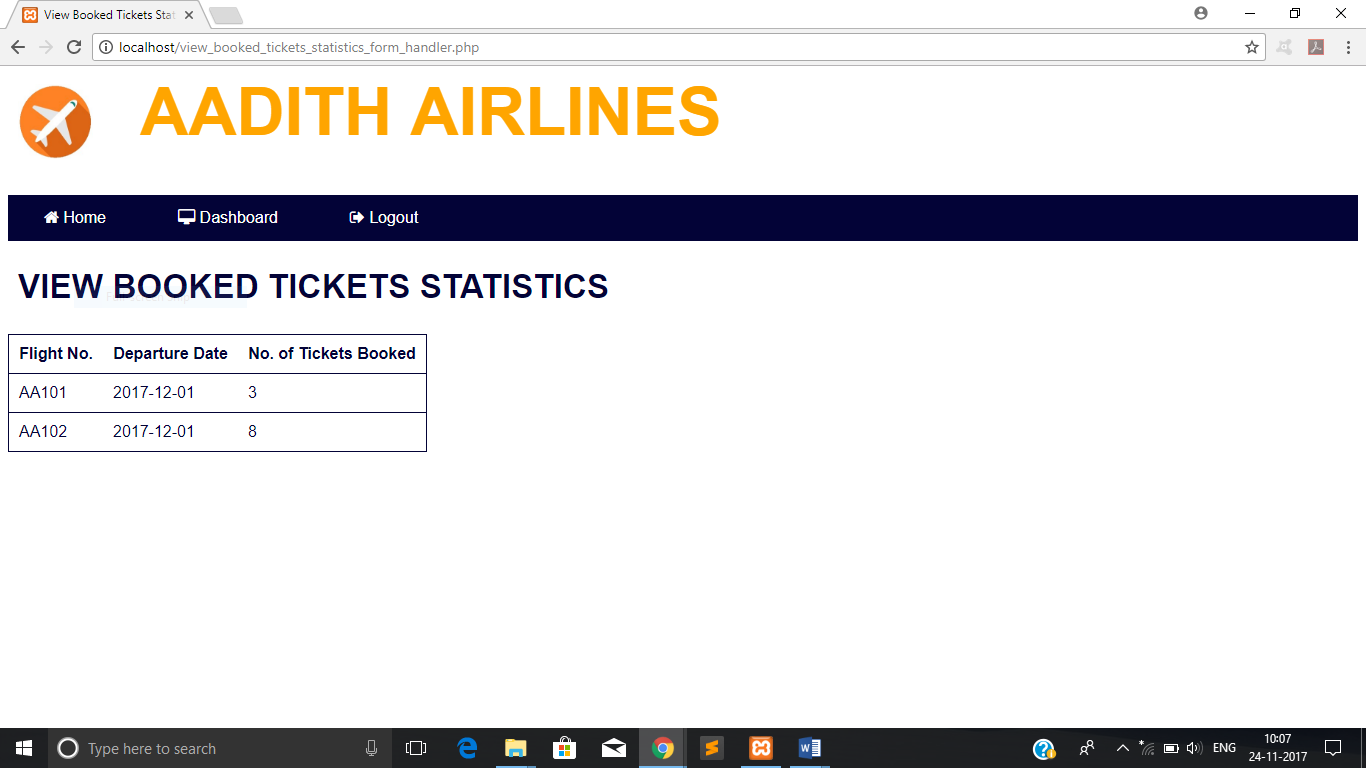 View Booked Tickets Stat
localhost/view_booked_tickets_statistics_form_handler.php
AADITH AIRLINES
Home Dashboard Logout
VIEW BOOKED TICKETS STATISTICS
Flight No. Departure Date No. of Tickets Booked
AA101 2017-12-01 3
AA102 2017-12-01 8
Type here to search
ENG
10:07
24-11-2017